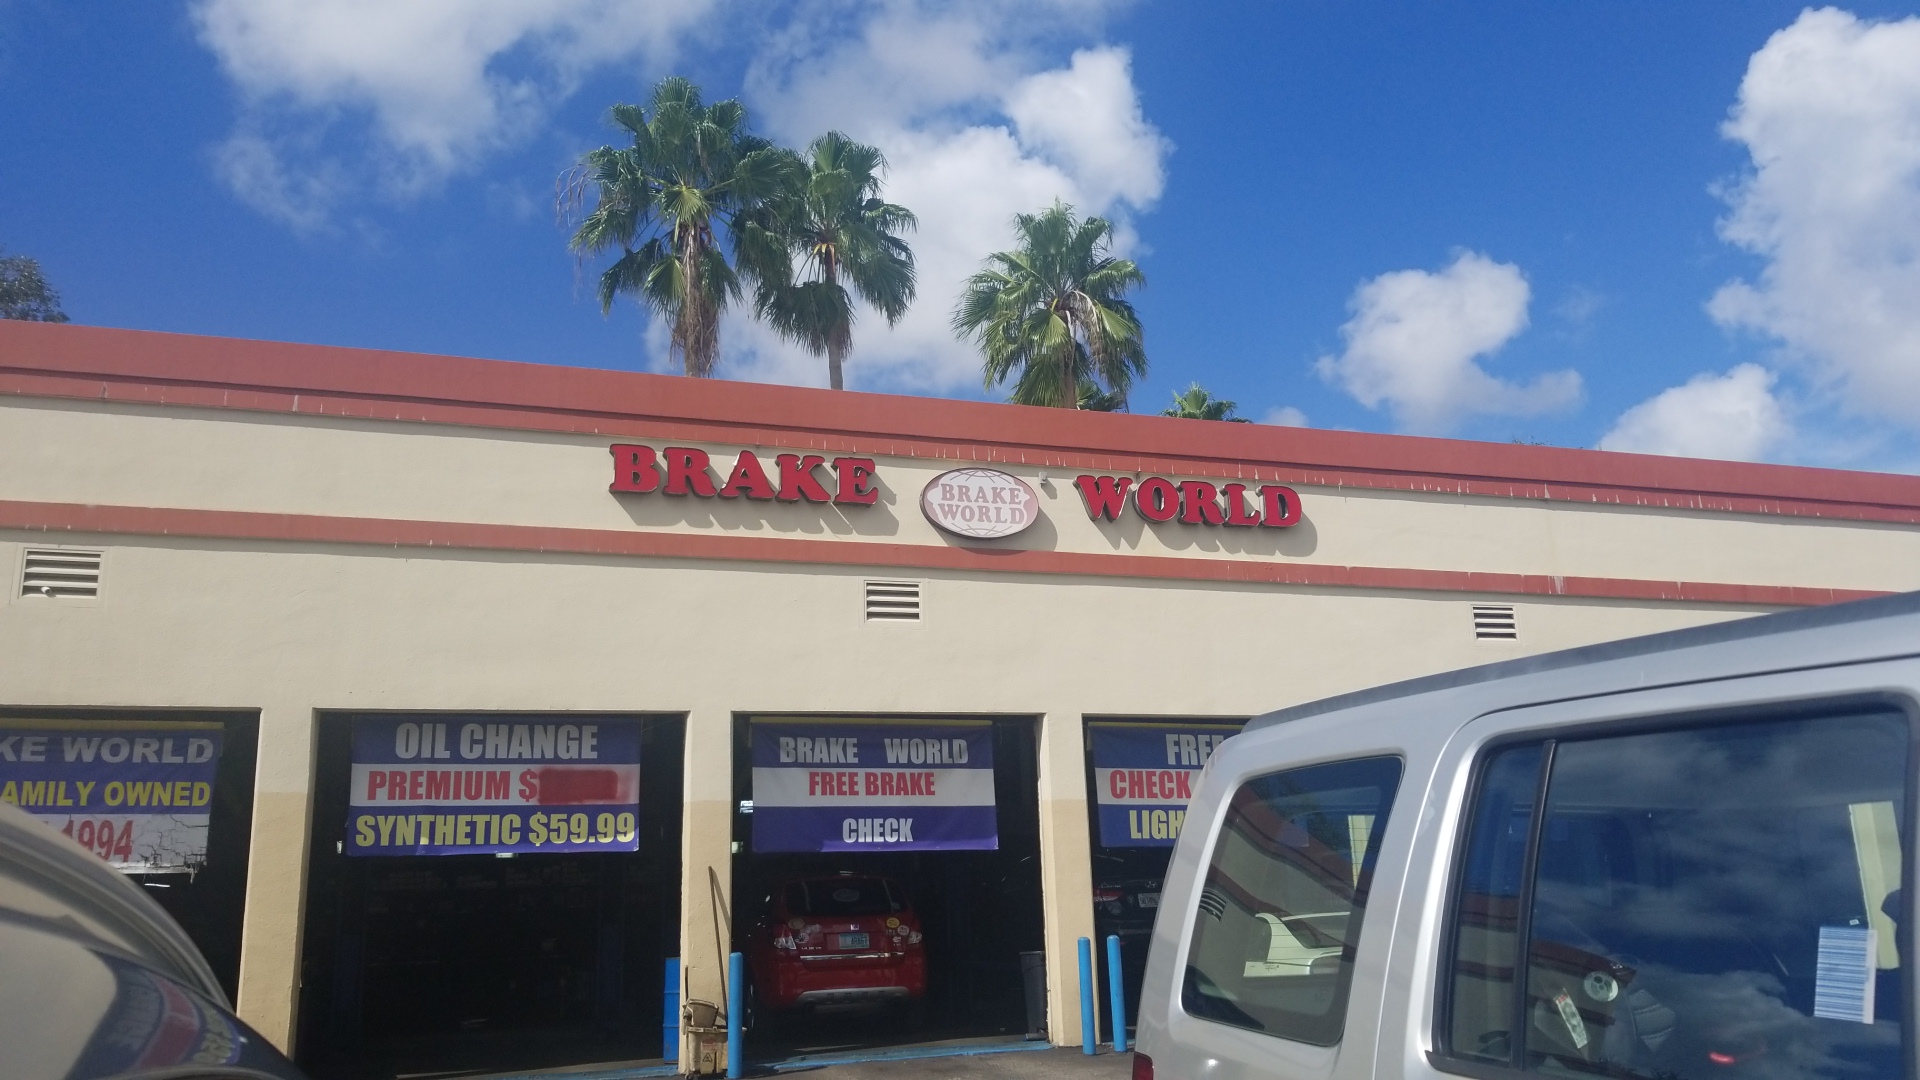 BRAKE WORLD
BRAKE
WORLD
KE WORLD
AMILY OWNED
1994
OIL CHANGE
PREMIUM $
SYNTHETIC $59.99
BRAKE WORLD
FREE BRAKE
CHECK
FREE
CHECK
LIGH